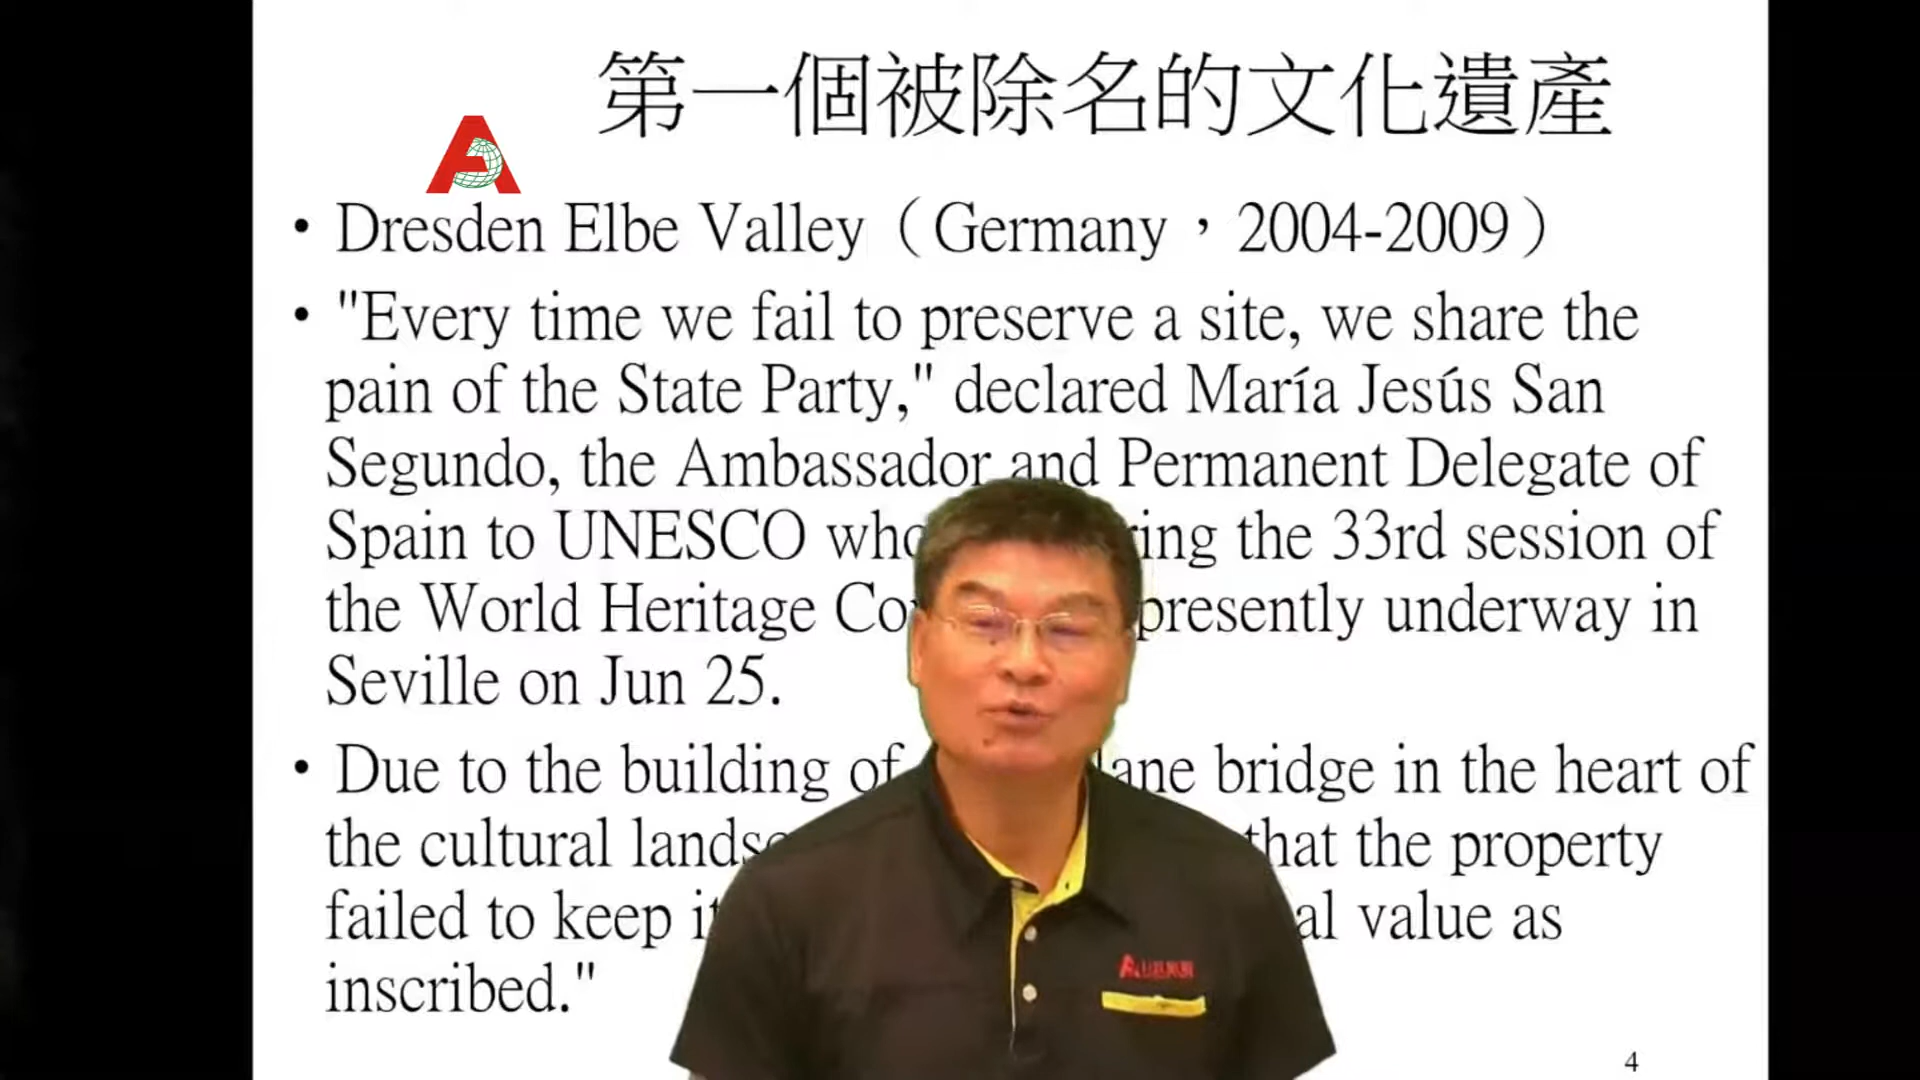 第一個被除名的文化遺產
• Dresden Elbe Valley（Germany，2004-2009）
• "Every time we fail to preserve a site, we share the
pain of the State Party," declared María Jesús San
Segundo, the Ambassador and Permanent Delegate of
Spain to UNESCO the 33rd session of
the World Heritage presently underway in
Seville on Jun 25.
• Due to the building of lane bridge in the heart of
the cultural that the property
failed to keep value as
inscribed."
4